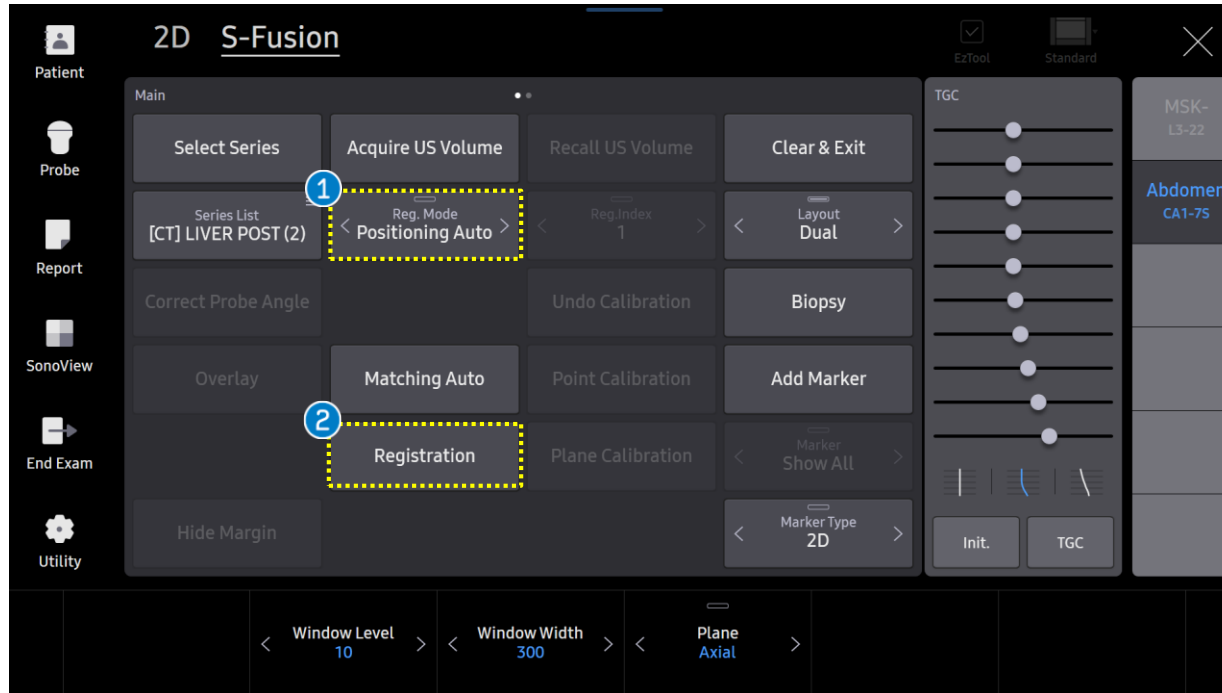 2D S-Fusion
EzTool
Standard
Patient
Probe
Report
SonoView
End Exam
Utility
Main
Select Series
Acquire US Volume
Recall US Volume
Clear & Exit
1
Series List
[CT] LIVER POST (2)
Reg. Mode
Positioning Auto
Reg.Index
1
Layout
Dual
Correct Probe Angle
Undo Calibration
Biopsy
Overlay
Matching Auto
Point Calibration
Add Marker
2
Registration
Plane Calibration
Marker
Show All
Hide Margin
Marker Type
2D
TGC
Init.
TGC
MSK-
L3-22
Abdomen
CA1-7S
Window Level
10
Window Width
300
Plane
Axial